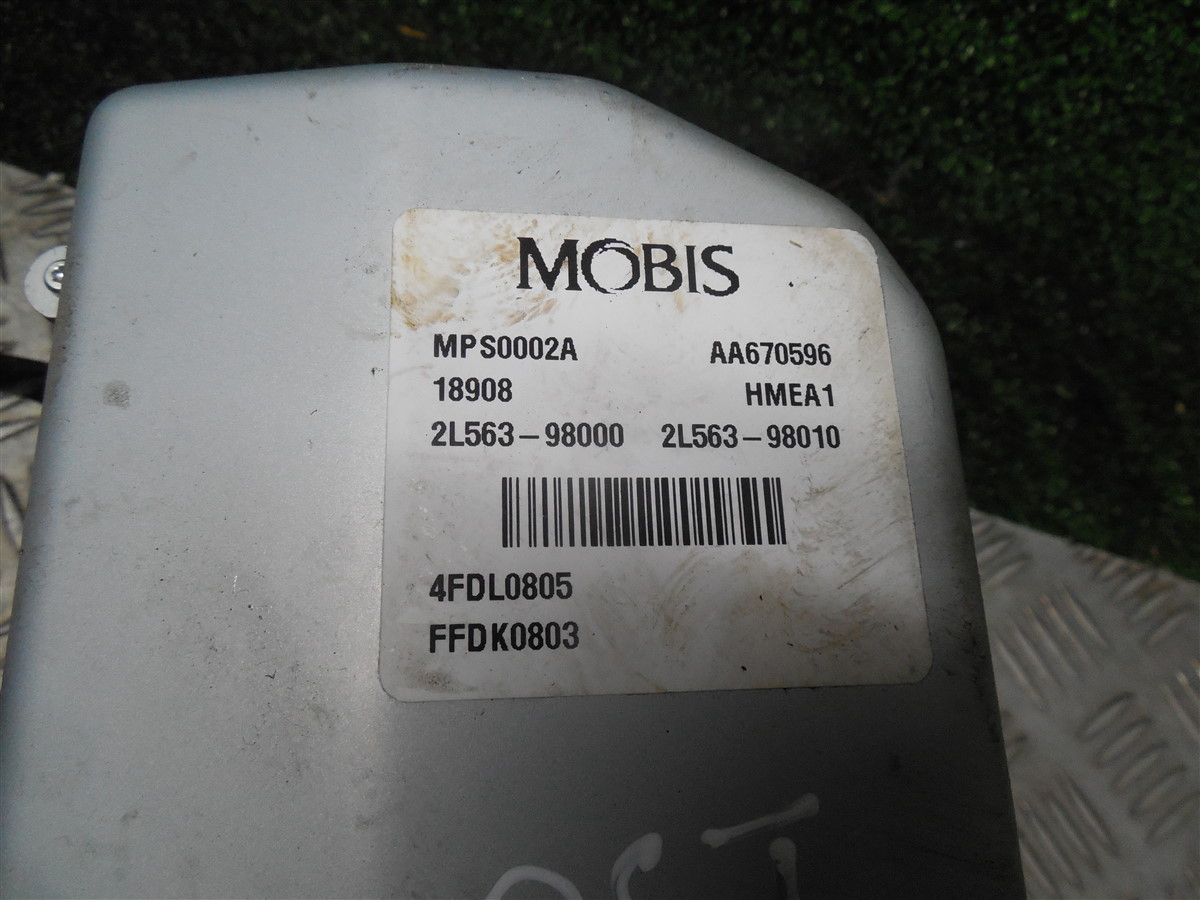 MOBIS
MPS0002A AA670596
18908 HMEA1
2L563-98000 2L563-98010
4FDL0805
FFDK0803